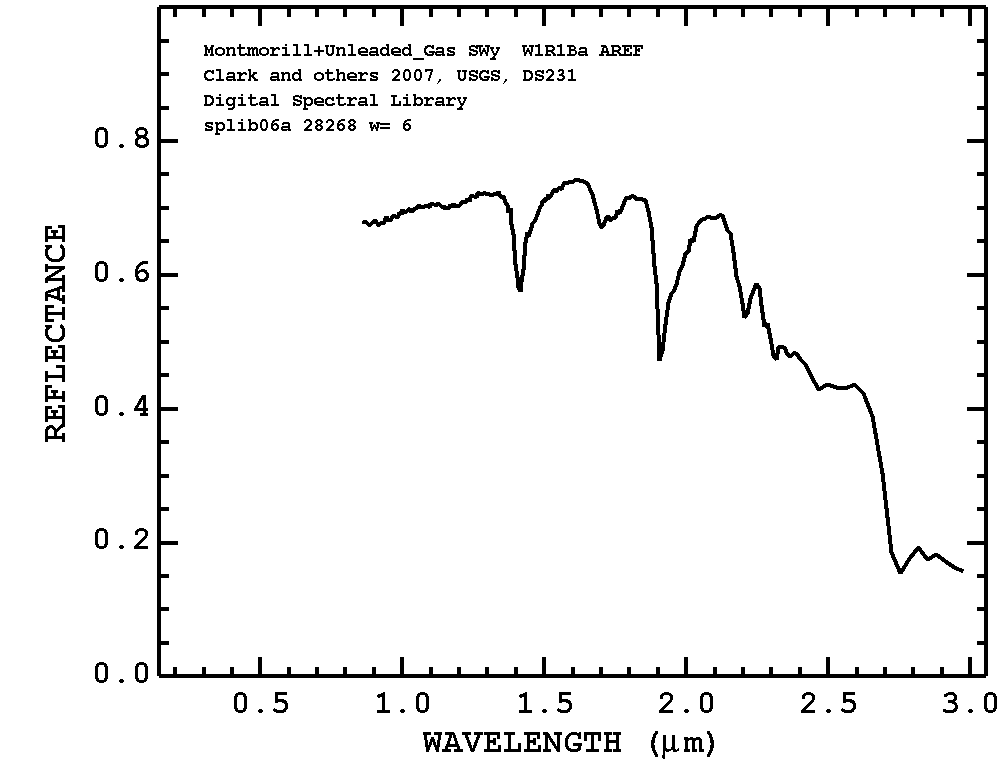 Montmorill+Unleaded_Gas SWy  W1R1Ba AREF
Clark and others 2007, USGS, DS231
Digital Spectral Library
splib06a 28268 w= 6
0.8
0.6
0.4
0.2
0.0
REFLECTANCE
0.5 1.0 1.5 2.0 2.5 3.0
WAVELENGTH (μm)